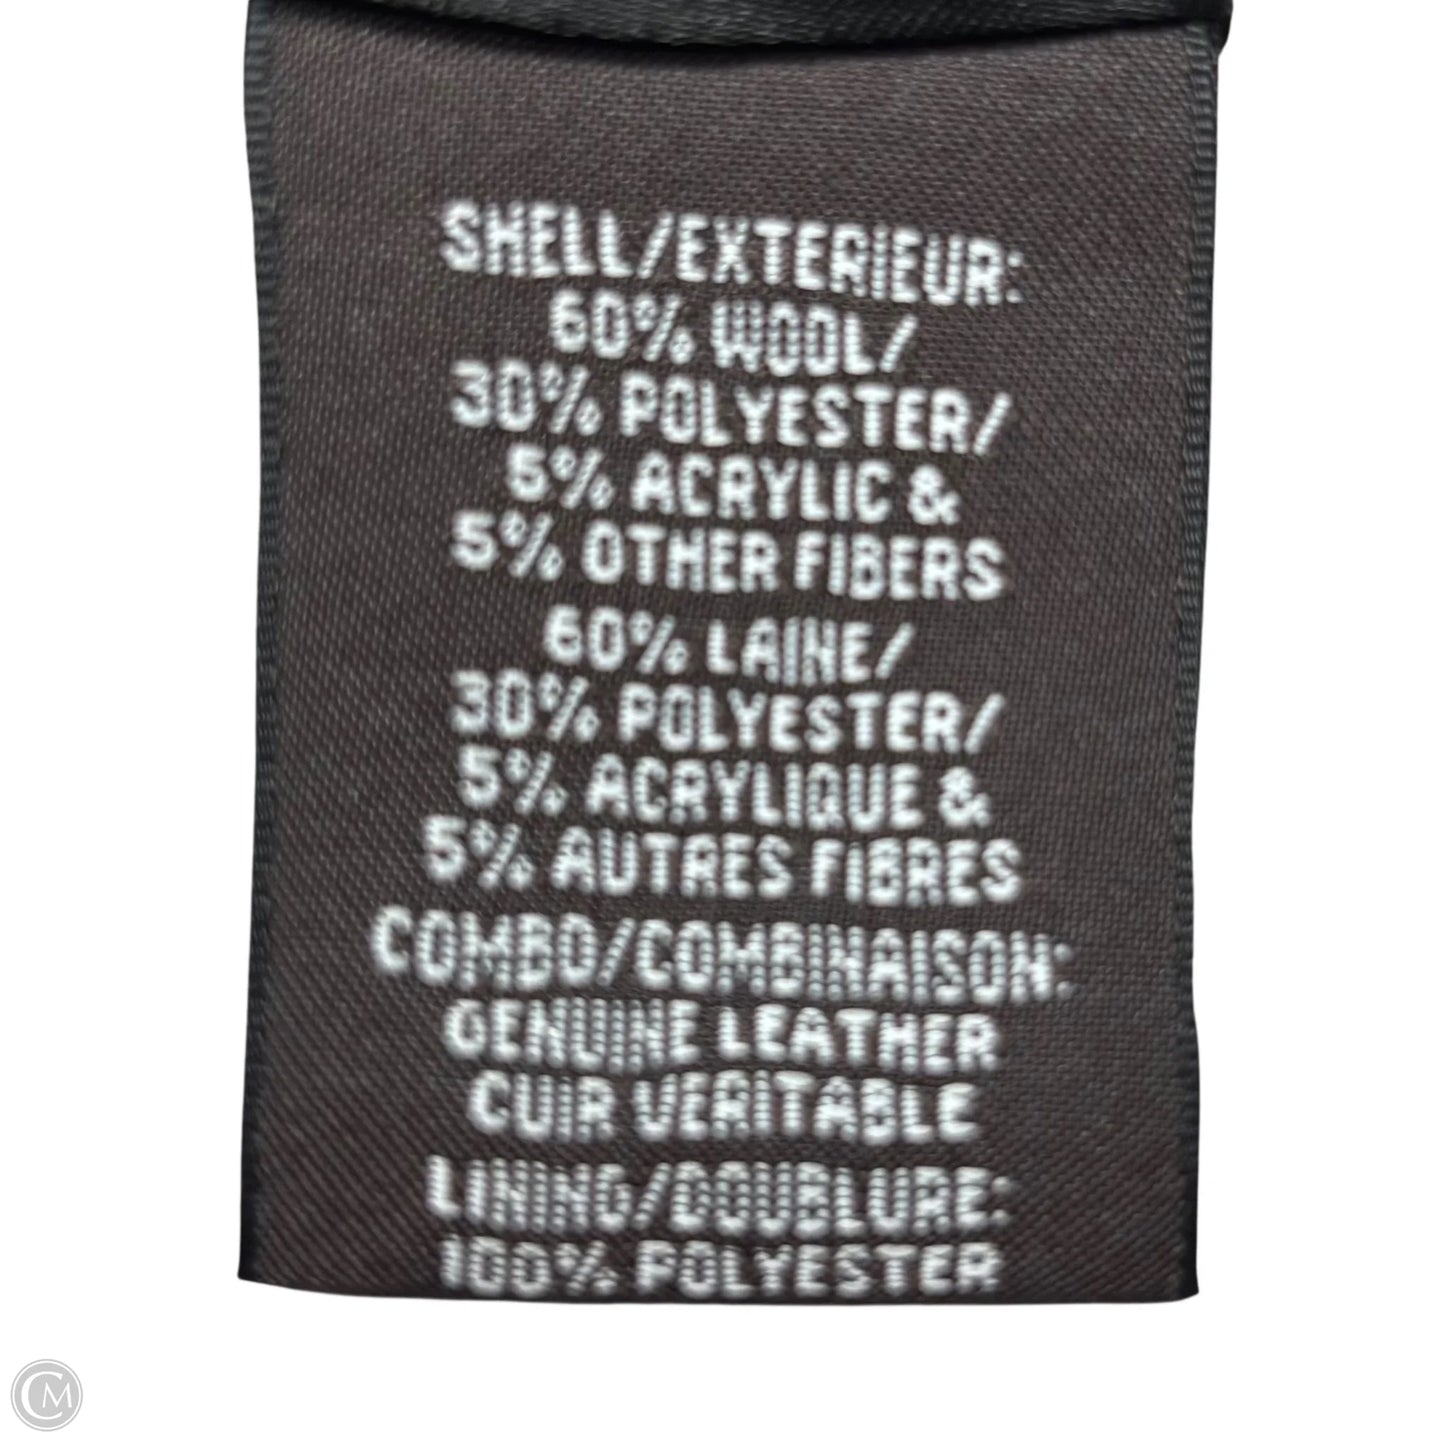 SHELL/EXTERIEUR:
60% WOOL/
30% POLYESTER/
5% ACRYLIC &
5% OTHER FIBERS
60% LAINE/
30% POLYESTER/
5% ACRYLIQUE &
5% AUTRES FIBRES
COMBO/COMBINAISON:
GENUINE LEATHER
CUIR VERITABLE
LINING/DOUBLURE:
100% POLYESTER
CM